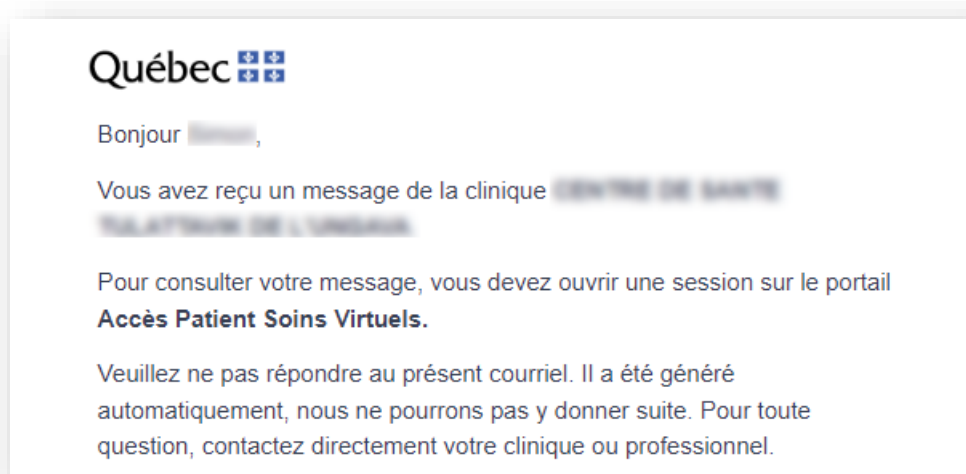 Québec
Bonjour ,
Vous avez reçu un message de la clinique
Pour consulter votre message, vous devez ouvrir une session sur le portail
Accès Patient Soins Virtuels.
Veuillez ne pas répondre au présent courriel. Il a été généré
automatiquement, nous ne pourrons pas y donner suite. Pour toute
question, contactez directement votre clinique ou professionnel.